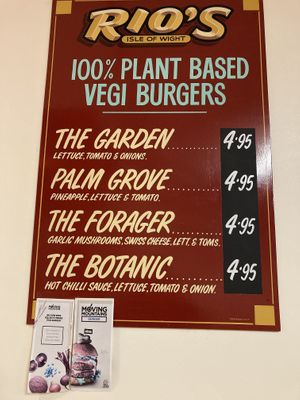 RIO'S
ISLE OF WIGHT
100% PLANT BASED
VEGI BURGERS
THE GARDEN 4.95
LETTUCE, TOMATO & ONIONS.
PALM GROVE 4.95
PINEAPPLE, LETTUCE & TOMATO.
THE FORAGER 4.95
GARLIC MUSHROOMS, SWISS CHEESE, LETT, & TOMS.
THE BOTANIC 4.95
HOT CHILLI SAUCE, LETTUCE, TOMATO & ONION.
MOVING
MOUNTAINS